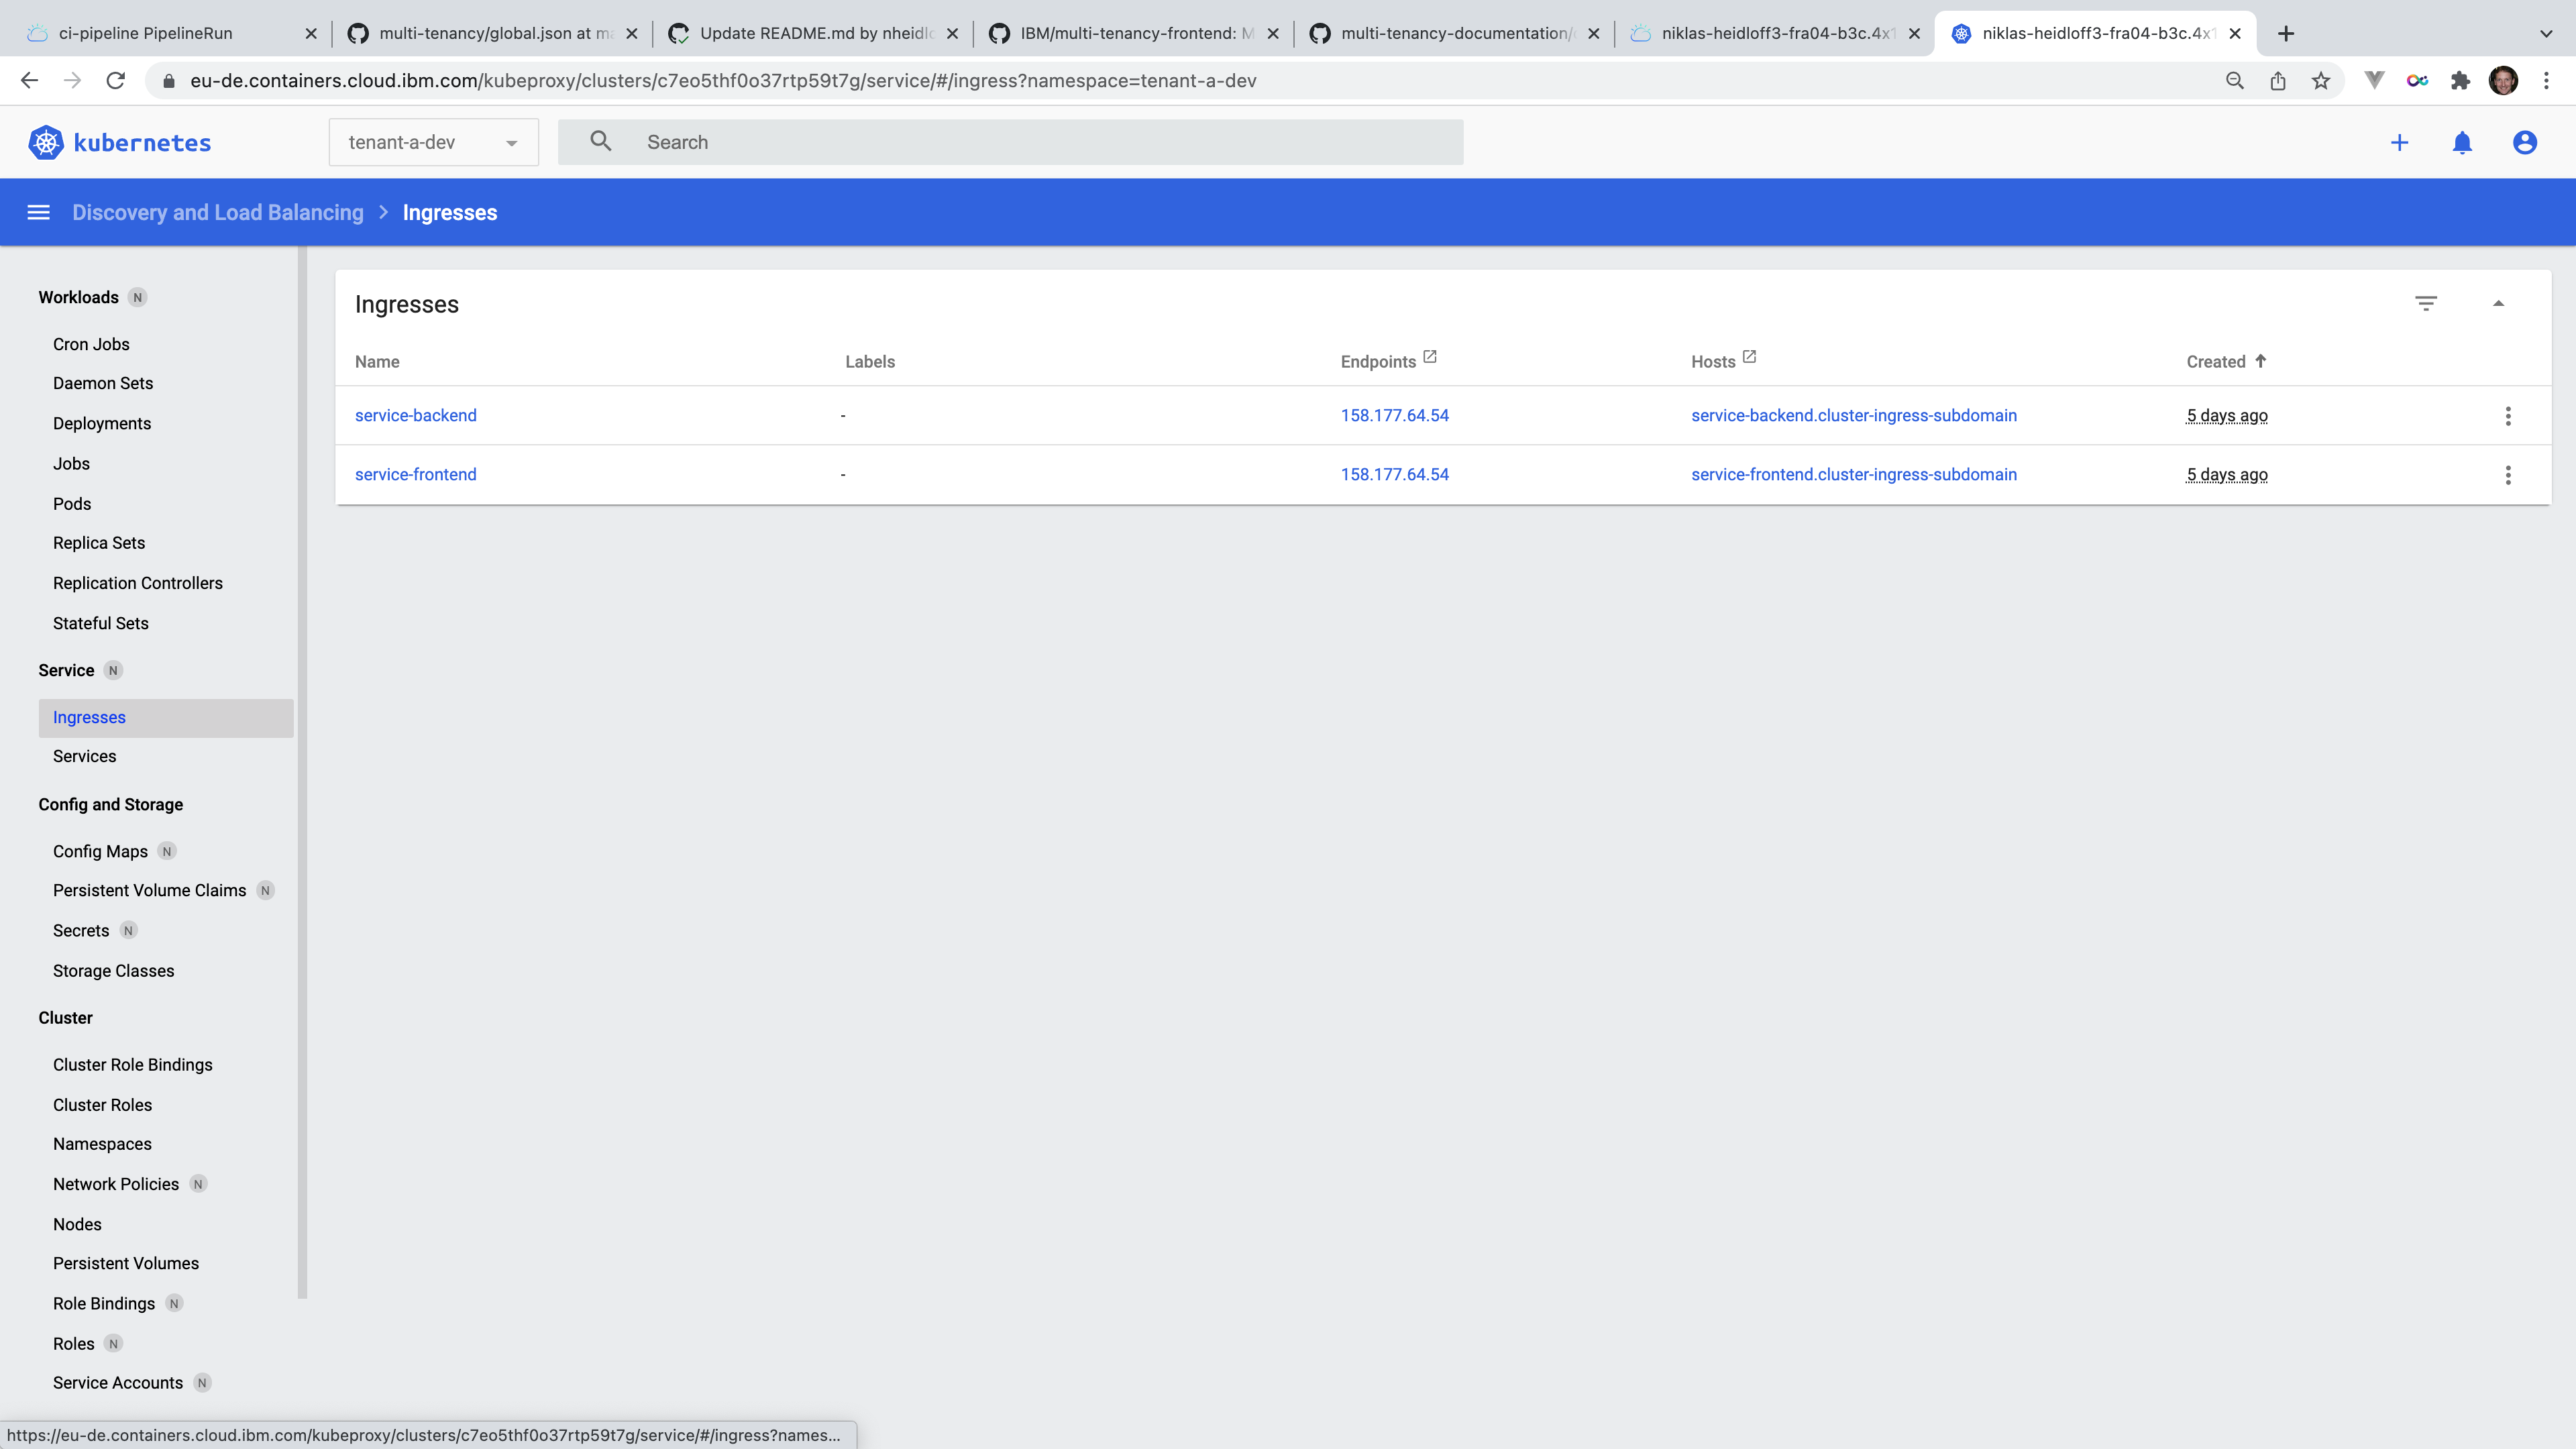 ci-pipeline PipelineRun
multi-tenancy/global.json at ma
Update README.md by nheidlo
IBM/multi-tenancy-frontend: M
multi-tenancy-documentation/
niklas-heidloff3-fra04-b3c.4x1
niklas-heidloff3-fra04-b3c.4x1
eu-de.containers.cloud.ibm.com/kubeproxy/clusters/c7eo5thf0o37rtp59t7g/service/#/ingress?namespace=tenant-a-dev
kubernetes
tenant-a-dev
Search
Discovery and Load Balancing > Ingresses
Workloads N
Cron Jobs
Daemon Sets
Deployments
Jobs
Pods
Replica Sets
Replication Controllers
Stateful Sets
Service N
Ingresses
Services
Config and Storage
Config Maps N
Persistent Volume Claims N
Secrets N
Storage Classes
Cluster
Cluster Role Bindings
Cluster Roles
Namespaces
Network Policies N
Nodes
Persistent Volumes
Role Bindings N
Roles N
Service Accounts N
Ingresses
Name Labels Endpoints Hosts Created
service-backend - 158.177.64.54 service-backend.cluster-ingress-subdomain 5 days ago
service-frontend - 158.177.64.54 service-frontend.cluster-ingress-subdomain 5 days ago
https://eu-de.containers.cloud.ibm.com/kubeproxy/clusters/c7eo5thf0o37rtp59t7g/service/#/ingress?names...